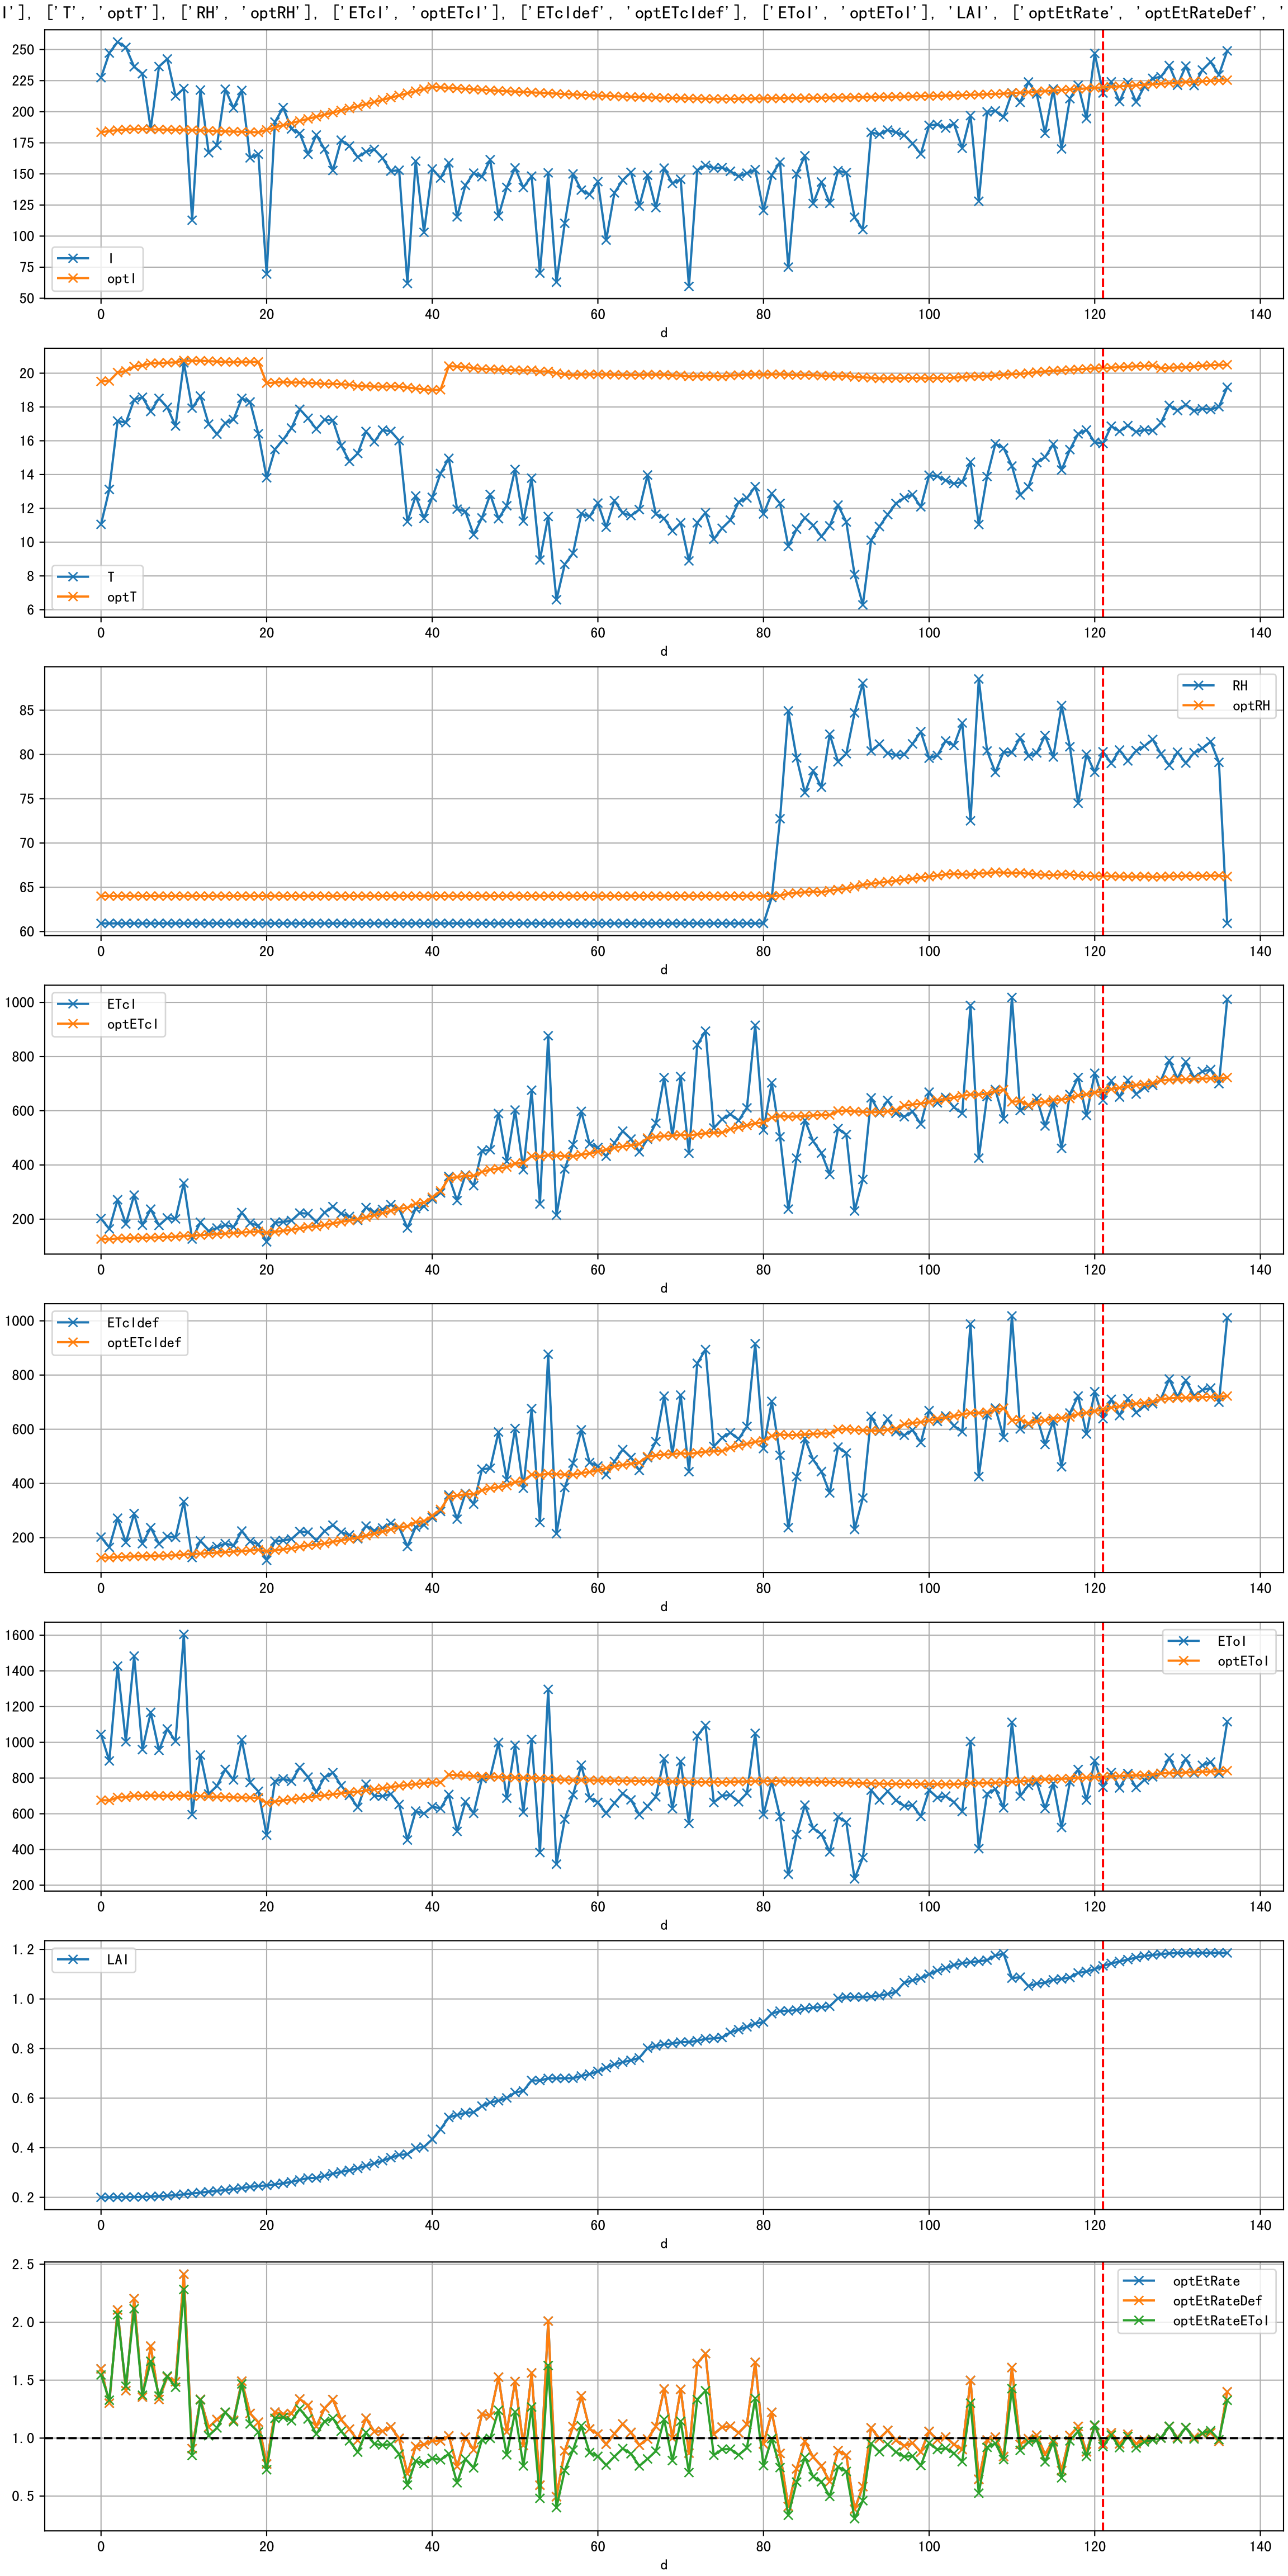 I'], ['T', 'optT'], ['RH', 'optRH'], ['ETcI', 'optETcI'], ['ETcIdef', 'optETcIdef'], ['EToI', 'optEToI'], 'LAI', ['optEtRate', 'optEtRateDef', '
250
225
200
175
150
125
100
75
50
I
optI
0 20 40 60 80 100 120 140
d
20
18
16
14
12
10
8
6
T
optT
0 20 40 60 80 100 120 140
d
85
80
75
70
65
60
RH
optRH
0 20 40 60 80 100 120 140
d
1000
800
600
400
200
ETcI
optETcI
0 20 40 60 80 100 120 140
d
1000
800
600
400
200
ETcIdef
optETcIdef
0 20 40 60 80 100 120 140
d
1600
1400
1200
1000
800
600
400
200
EToI
optEToI
0 20 40 60 80 100 120 140
d
1.2
1.0
0.8
0.6
0.4
0.2
LAI
0 20 40 60 80 100 120 140
d
2.5
2.0
1.5
1.0
0.5
optEtRate
optEtRateDef
optEtRateEToI
0 20 40 60 80 100 120 140
d